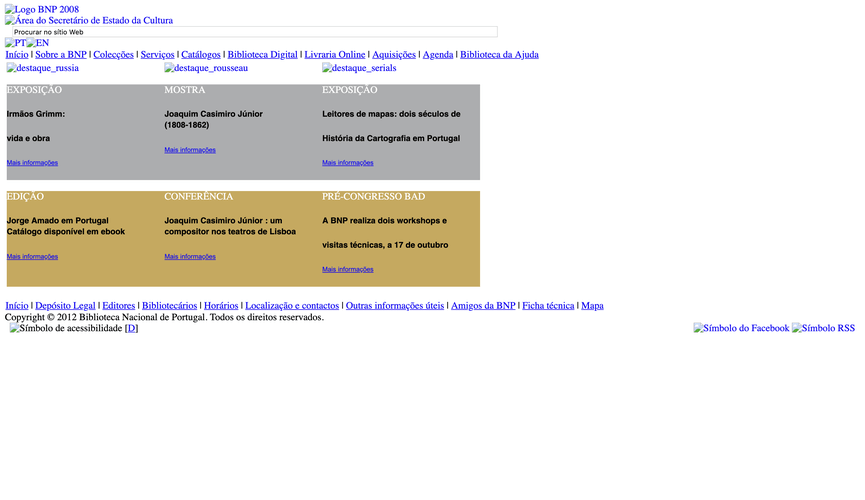 Logo BNP 2008
Área do Secretário de Estado da Cultura
Procurar no sítio Web
PT EN
Início | Sobre a BNP | Colecções | Serviços | Catálogos | Biblioteca Digital | Livraria Online | Aquisições | Agenda | Biblioteca da Ajuda
destaque_russia destaque_rousseau destaque_serials
EXPOSIÇÃO
Irmãos Grimm:
vida e obra
Mais informações
MOSTRA
Joaquim Casimiro Júnior
(1808-1862)
Mais informações
EXPOSIÇÃO
Leitores de mapas: dois séculos de
História da Cartografia em Portugal
Mais informações
EDIÇÃO
Jorge Amado em Portugal
Catálogo disponível em ebook
Mais informações
CONFERÊNCIA
Joaquim Casimiro Júnior : um
compositor nos teatros de Lisboa
Mais informações
PRÉ-CONGRESSO BAD
A BNP realiza dois workshops e
visitas técnicas, a 17 de outubro
Mais informações
Início | Depósito Legal | Editores | Bibliotecários | Horários | Localização e contactos | Outras informações úteis | Amigos da BNP | Ficha técnica | Mapa
Copyright © 2012 Biblioteca Nacional de Portugal. Todos os direitos reservados.
Símbolo de acessibilidade [D] Símbolo do Facebook Símbolo RSS